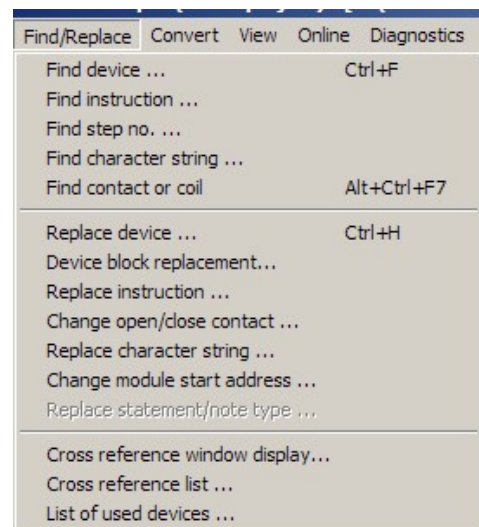 Find/Replace Convert View Online Diagnostics
Find device ... Ctrl+F
Find instruction ...
Find step no. ...
Find character string ...
Find contact or coil Alt+Ctrl+F7
Replace device ... Ctrl+H
Device block replacement...
Replace instruction ...
Change open/close contact ...
Replace character string ...
Change module start address ...
Replace statement/note type ...
Cross reference window display...
Cross reference list ...
List of used devices ...